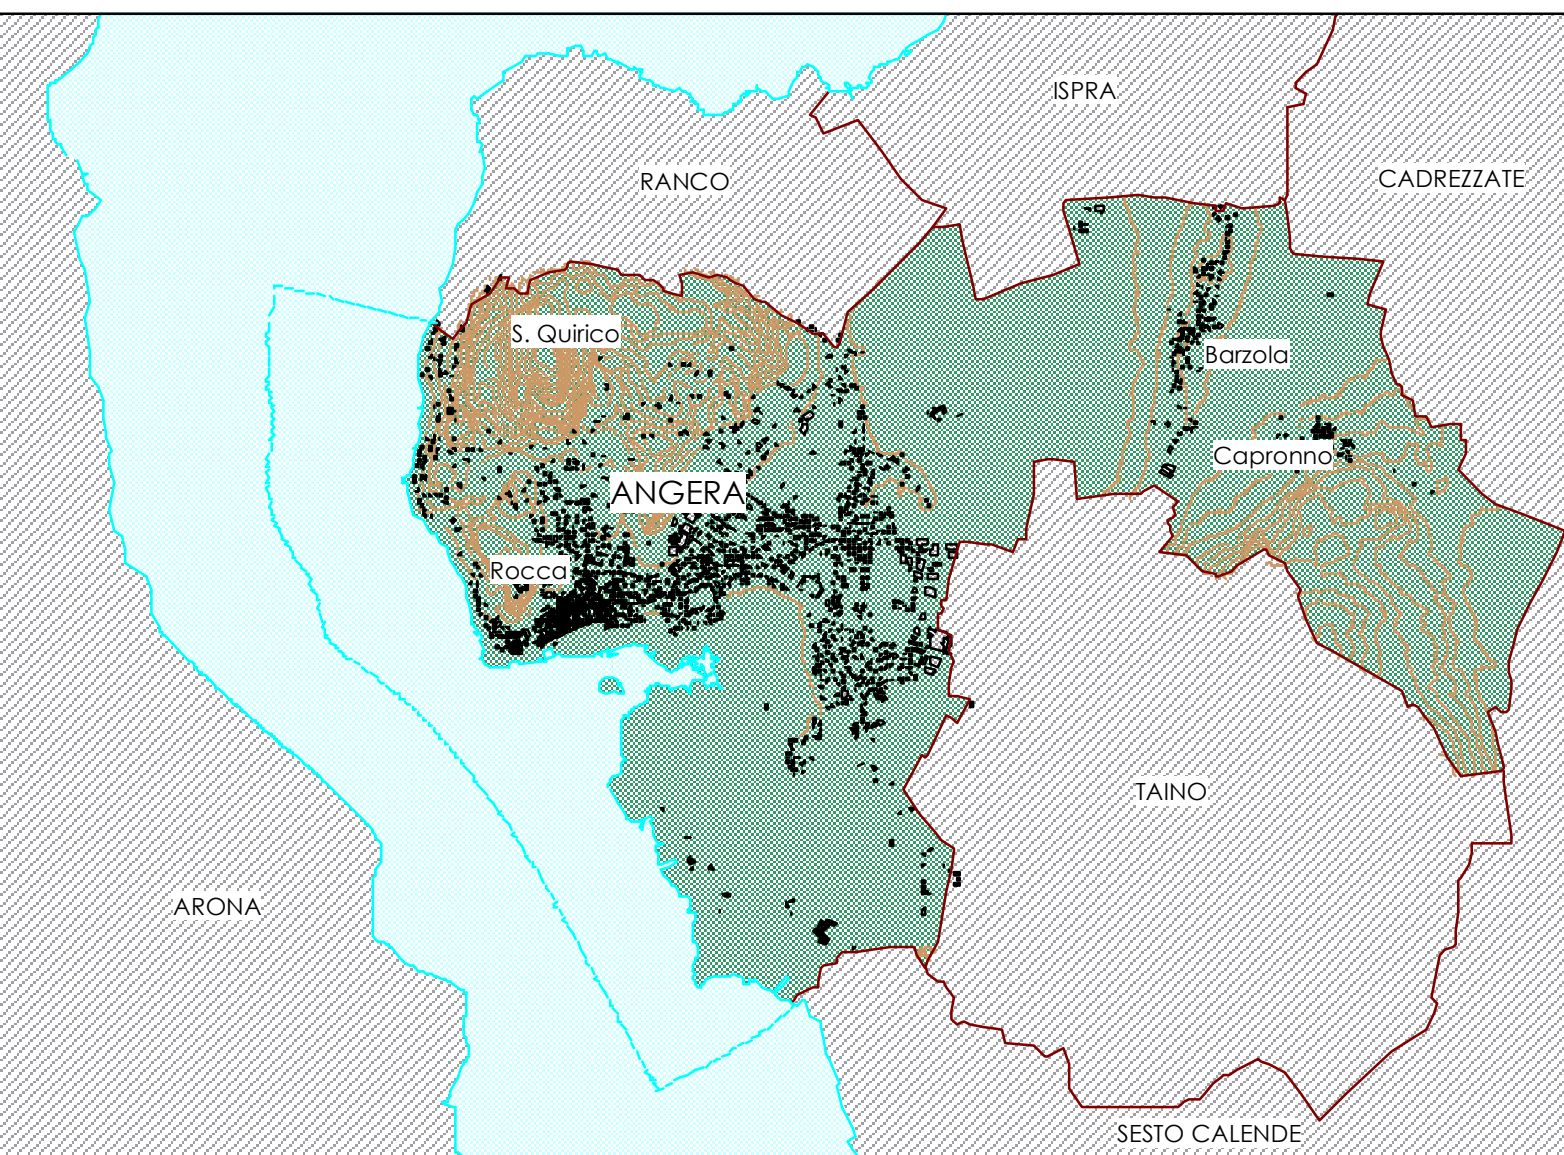 ISPRA
RANCO
CADREZZATE
S. Quirico
Barzola
Capronno
ANGERA
Rocca
TAINO
ARONA
SESTO CALENDE